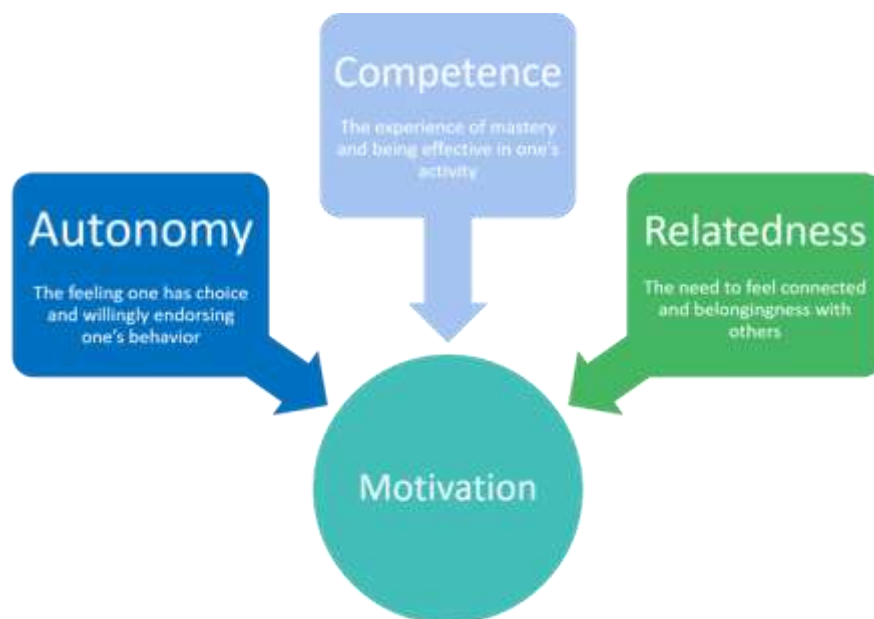 Competence
The experience of mastery
and being effective in one's
activity
Autonomy
The feeling one has choice
and willingly endorsing
one's behavior
Relatedness
The need to feel connected
and belongingness with
others
Motivation